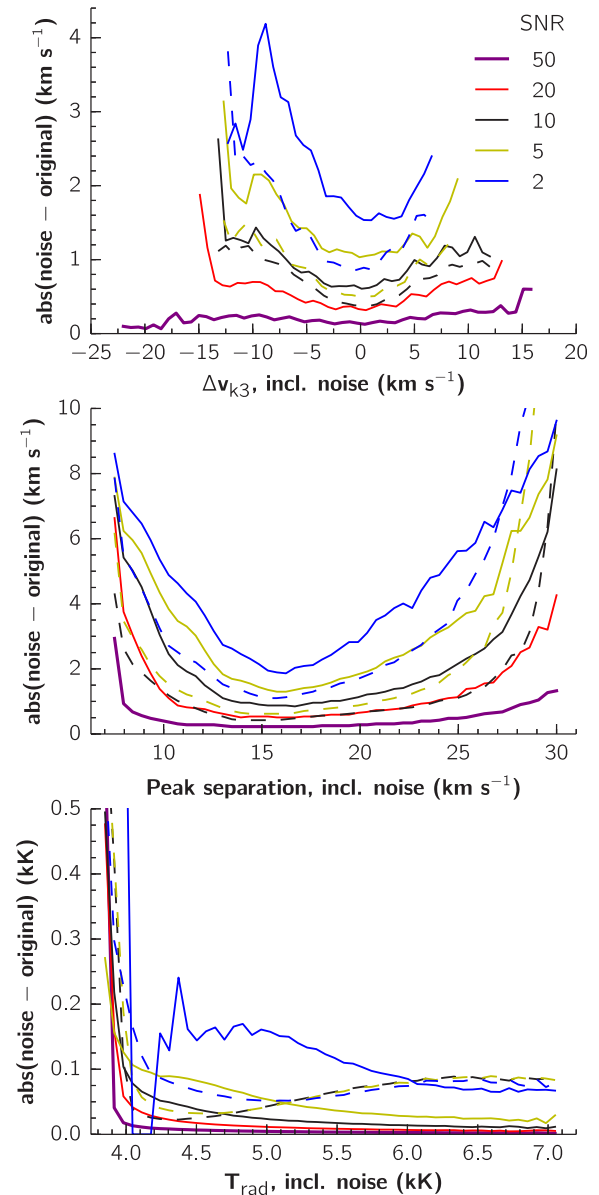 SNR
50
20
10
5
2
abs(noise − original) (km s⁻¹)
4
3
2
1
0
−25 −20 −15 −10 −5 0 5 10 15 20
Δv_k3, incl. noise (km s⁻¹)
abs(noise − original) (km s⁻¹)
10
8
6
4
2
0
10 15 20 25 30
Peak separation, incl. noise (km s⁻¹)
abs(noise − original) (kK)
0.5
0.4
0.3
0.2
0.1
0.0
4.0 4.5 5.0 5.5 6.0 6.5 7.0
T_rad, incl. noise (kK)